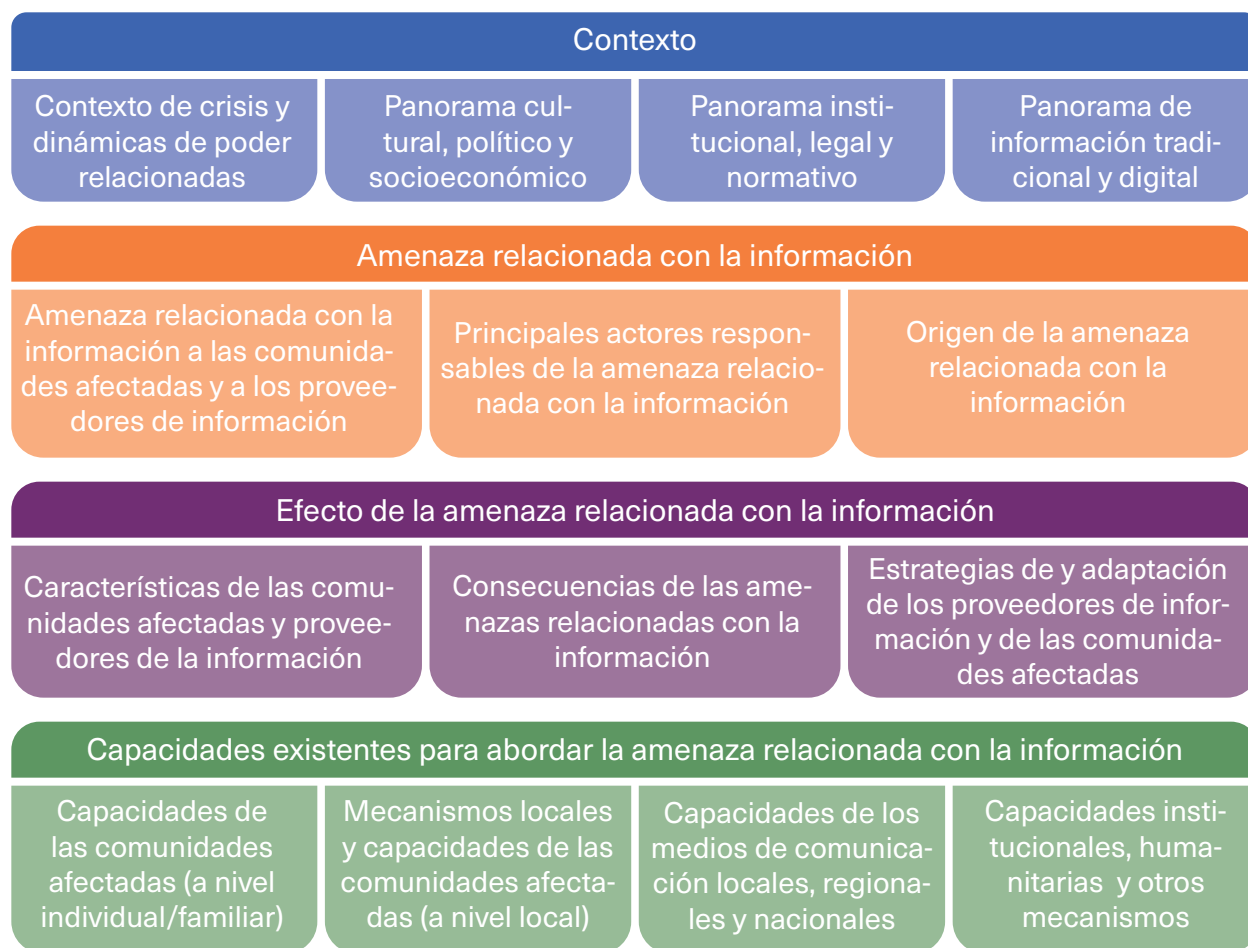 Contexto
Contexto de crisis y
dinámicas de poder
relacionadas
Panorama cul-
tural, político y
socioeconómico
Panorama insti-
tucional, legal y
normativo
Panorama de
información tradi-
cional y digital
Amenaza relacionada con la información
Amenaza relacionada con la
información a las comunida-
des afectadas y a los provee-
dores de información
Principales actores respon-
sables de la amenaza relacio-
nada con la información
Origen de la amenaza
relacionada con la
información
Efecto de la amenaza relacionada con la información
Características de las comu-
nidades afectadas y provee-
dores de la información
Consecuencias de las ame-
nazas relacionadas con la
información
Estrategias de y adaptación
de los proveedores de infor-
mación y de las comunida-
des afectadas
Capacidades existentes para abordar la amenaza relacionada con la información
Capacidades de
las comunidades
afectadas (a nivel
individual/familiar)
Mecanismos locales
y capacidades de las
comunidades afecta-
das (a nivel local)
Capacidades de los
medios de comunica-
ción locales, regiona-
les y nacionales
Capacidades insti-
tucionales, huma-
nitarias y otros
mecanismos